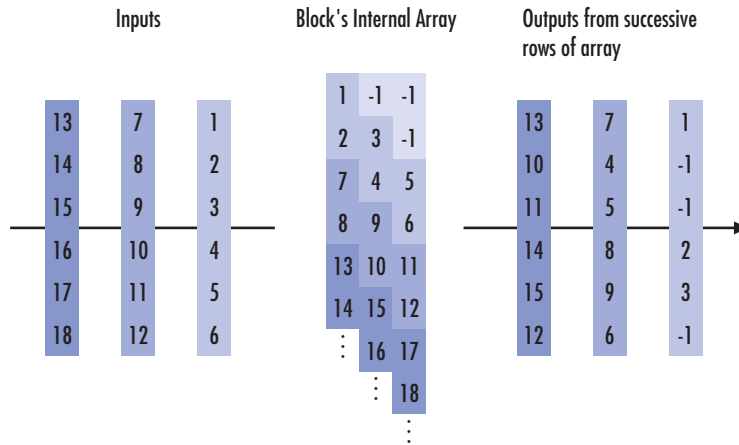 Inputs
Block's Internal Array
Outputs from successive
rows of array
13 7 1
14 8 2
15 9 3
16 10 4
17 11 5
18 12 6
1 -1 -1
2 3 -1
7 4 5
8 9 6
13 10 11
14 15 12
16 17
18
13 7 1
10 4 -1
11 5 -1
14 8 2
15 9 3
12 6 -1